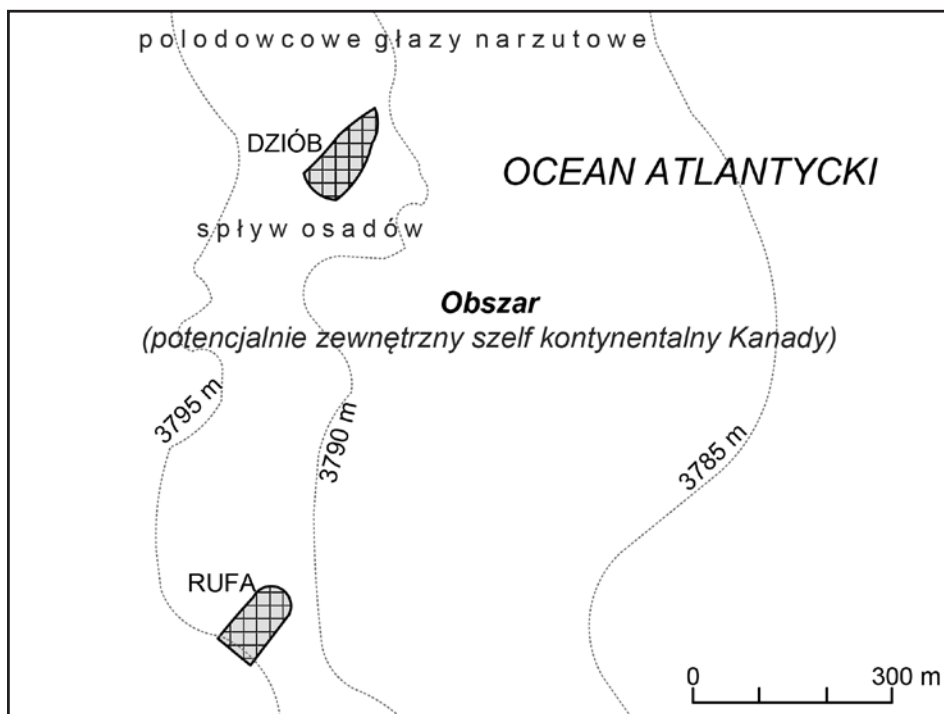 polodowcowe głazy narzutowe
DZIÓB
OCEAN ATLANTYCKI
spływ osadów
Obszar
(potencjalnie zewnętrzny szelf kontynentalny Kanady)
3795 m
3790 m
3785 m
RUFA
0 300 m